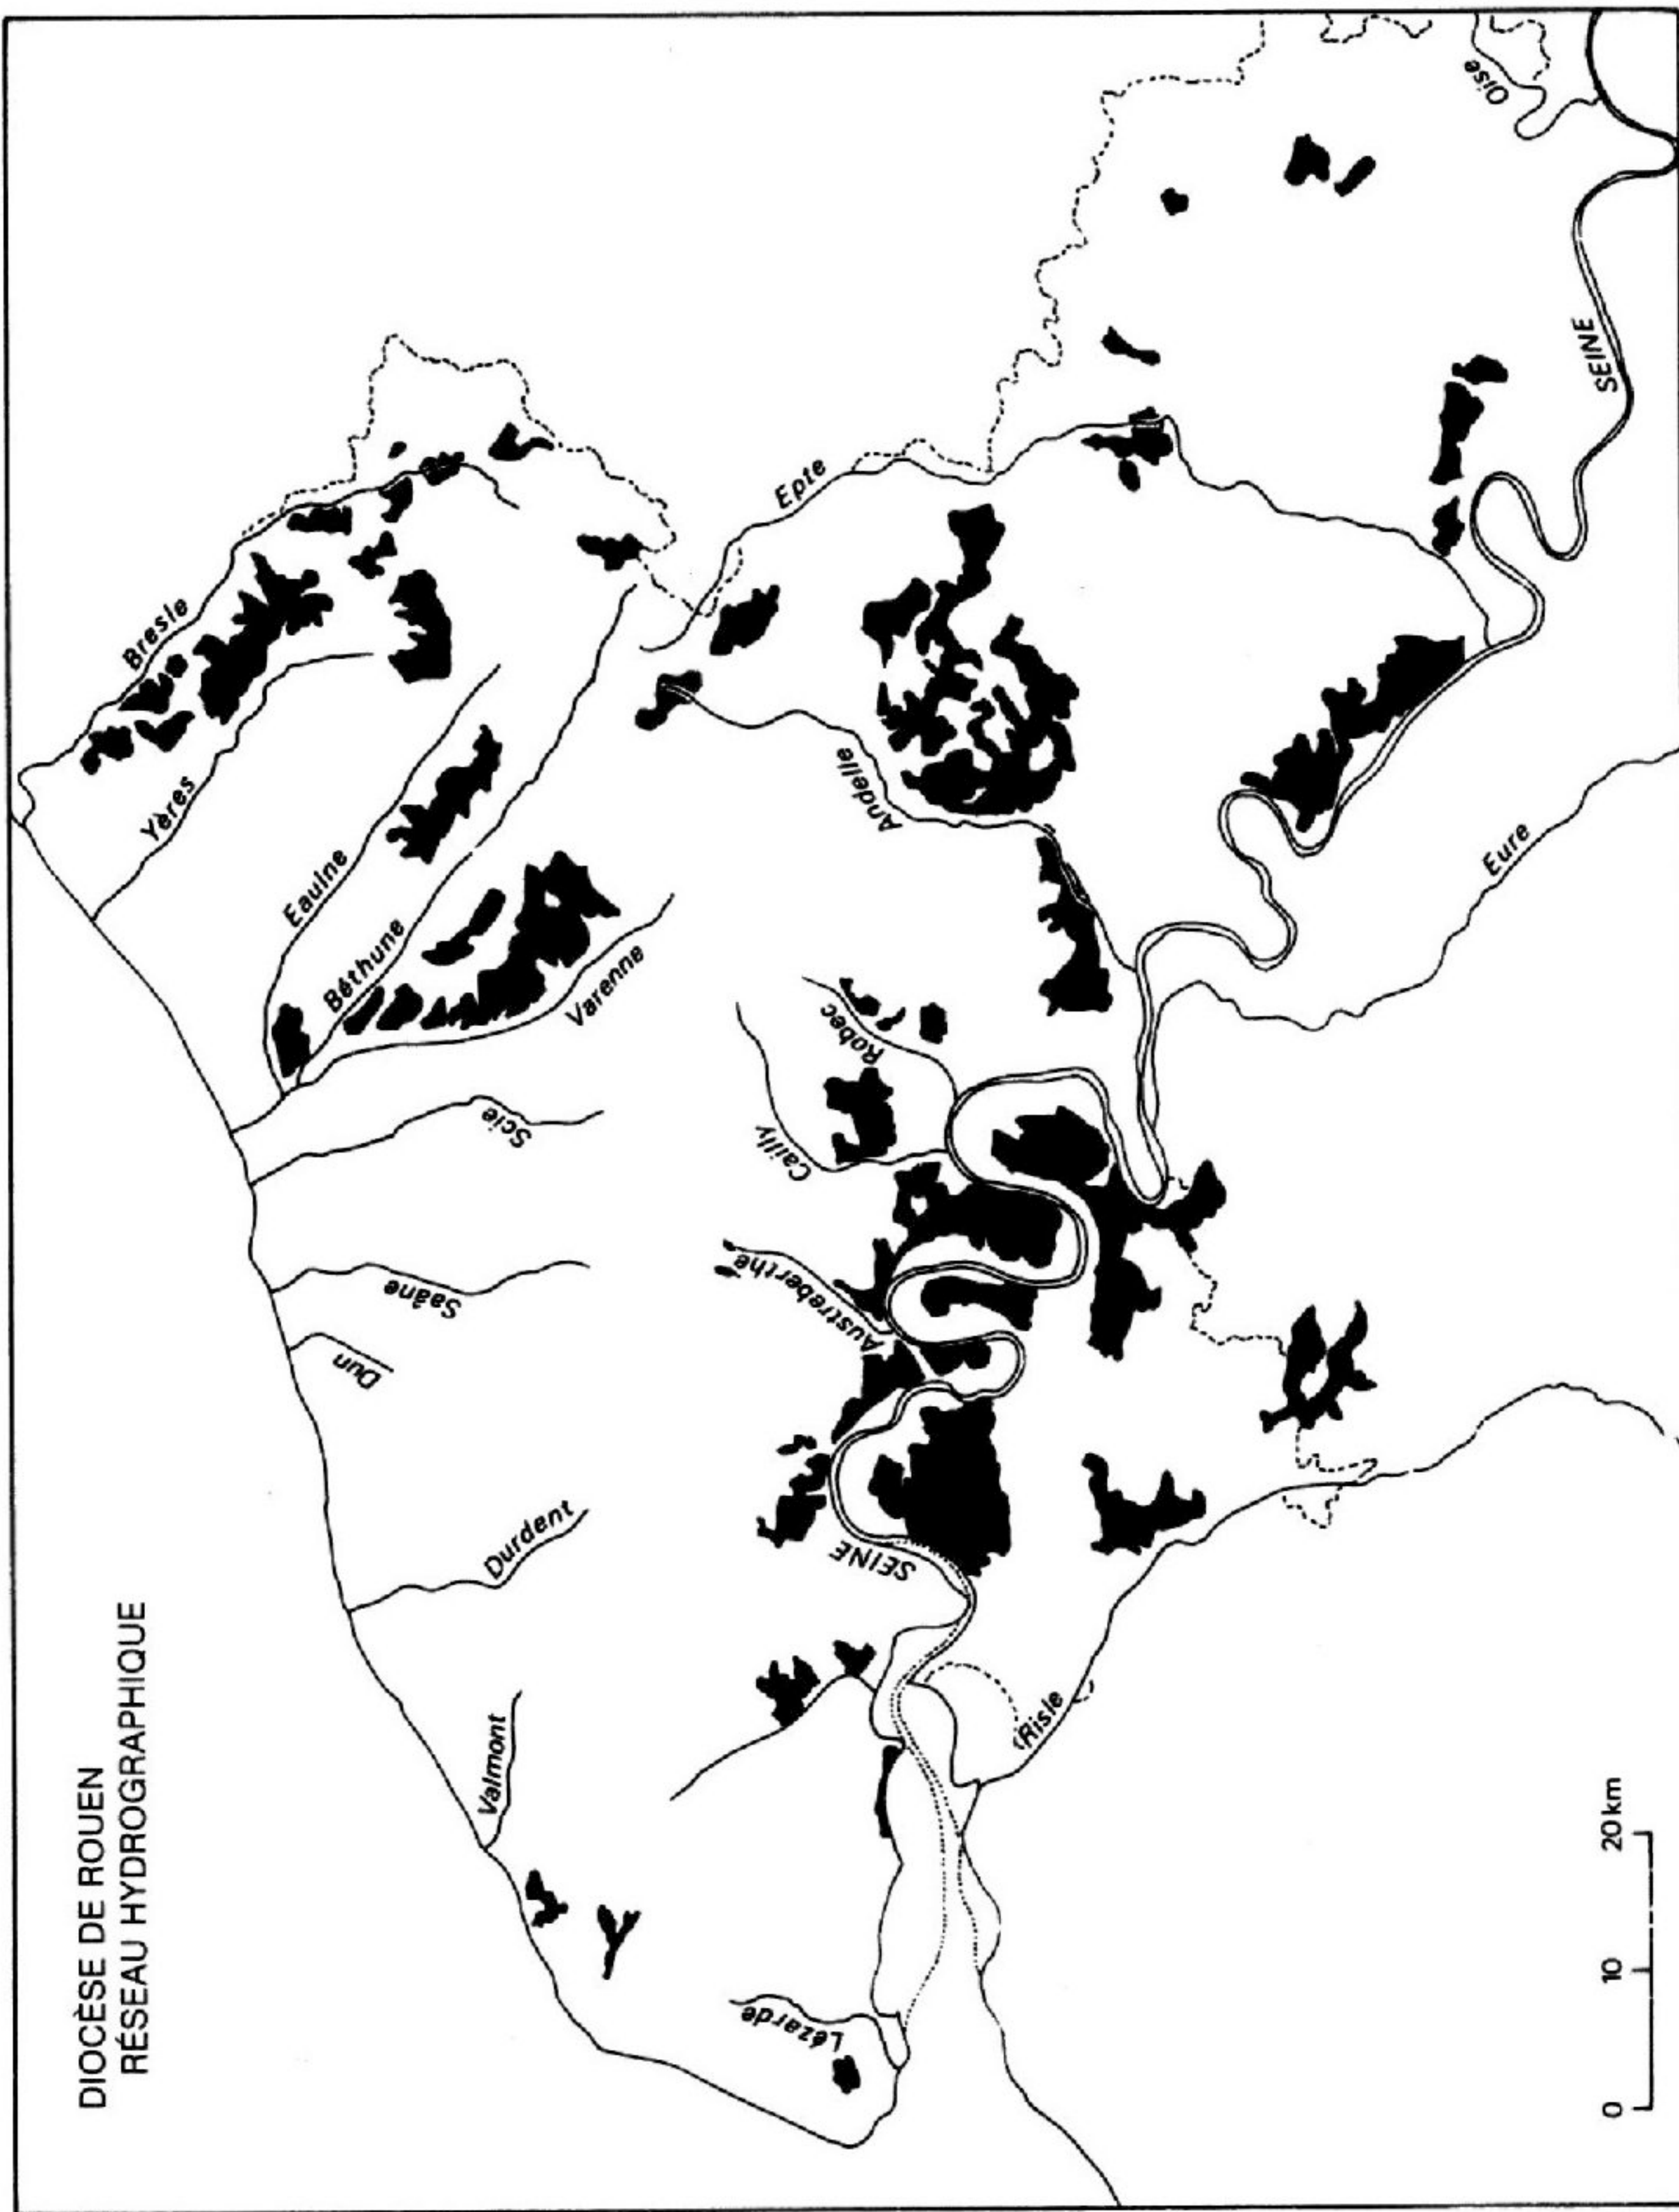 DIOCÈSE DE ROUEN
RÉSEAU HYDROGRAPHIQUE
Bresle
Yères
Eaulne
Béthune
Varenne
Scie
Saâne
Dun
Durdent
Valmont
Lézarde
Epte
Andelle
Robec
Cailly
Austreberthe
SEINE
Risle
Eure
SEINE
Oise
0 10 20 km